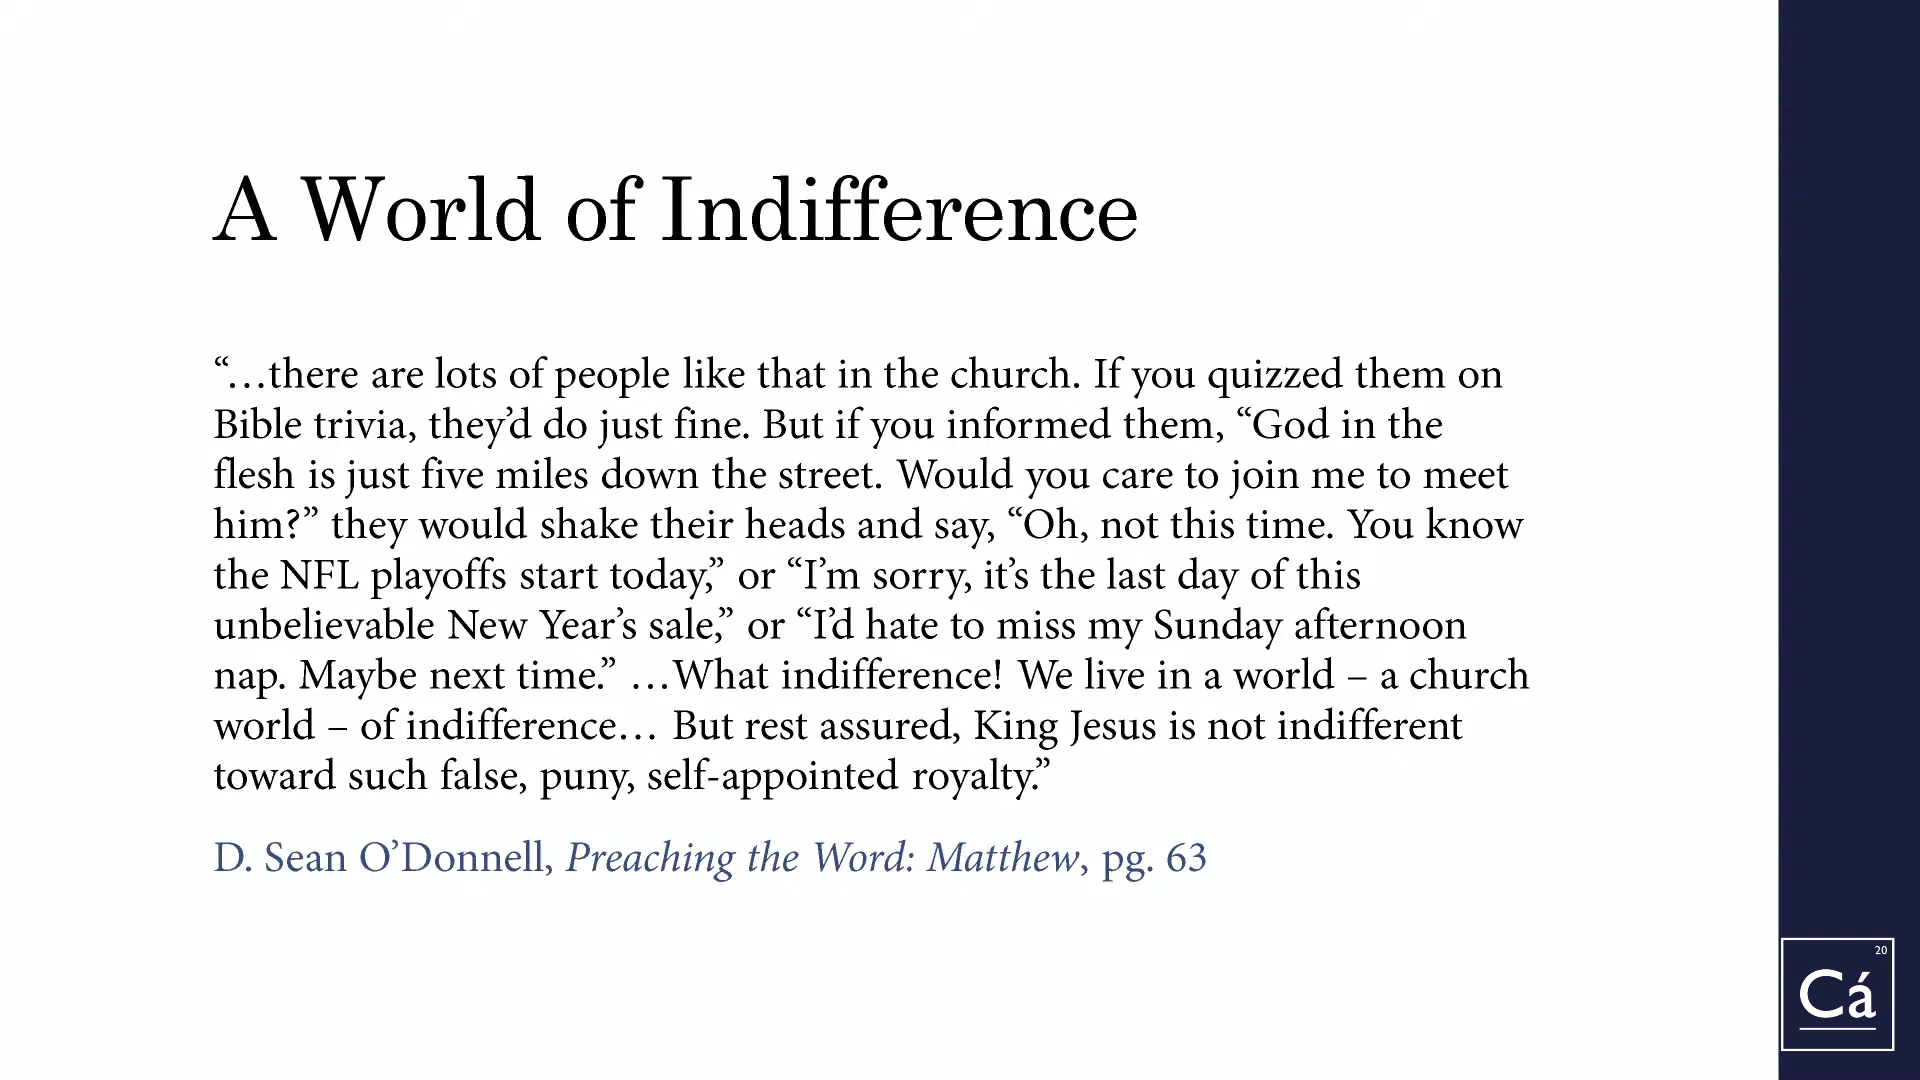 A World of Indifference
“…there are lots of people like that in the church. If you quizzed them on
Bible trivia, they’d do just fine. But if you informed them, “God in the
flesh is just five miles down the street. Would you care to join me to meet
him?” they would shake their heads and say, “Oh, not this time. You know
the NFL playoffs start today,” or “I’m sorry, it’s the last day of this
unbelievable New Year’s sale,” or “I’d hate to miss my Sunday afternoon
nap. Maybe next time.” …What indifference! We live in a world – a church
world – of indifference… But rest assured, King Jesus is not indifferent
toward such false, puny, self-appointed royalty.”
D. Sean O’Donnell, Preaching the Word: Matthew, pg. 63
20
Cá